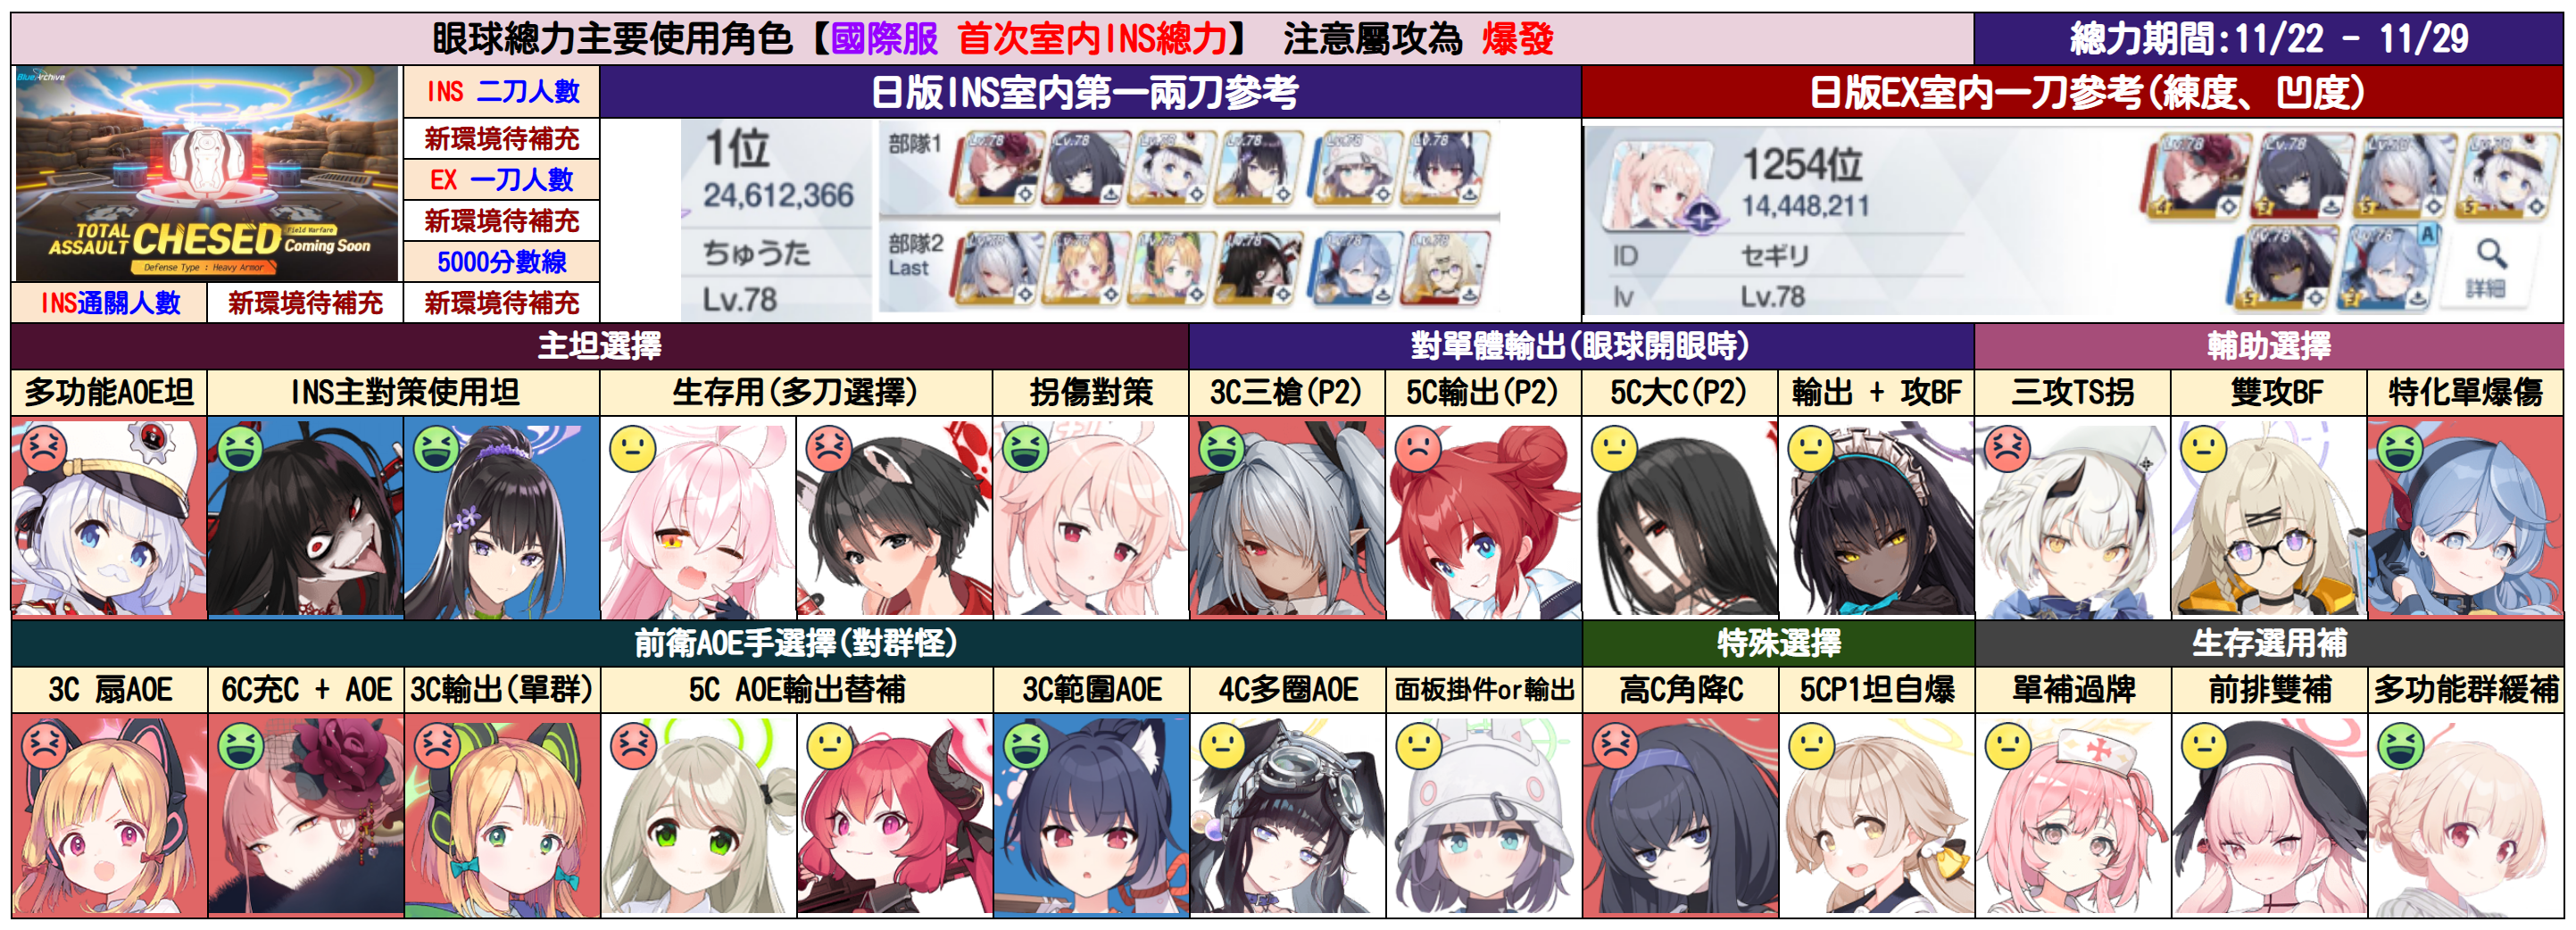 眼球總力主要使用角色【國際服 首次室内INS總力】 注意屬攻為 爆發
總力期間:11/22 - 11/29
BlueArchive
TOTAL ASSAULT CHESED
Field Warfare
Coming Soon
Defense Type : Heavy Armor
INS 二刀人數
新環境待補充
EX 一刀人數
新環境待補充
5000分數線
INS通關人數
新環境待補充
新環境待補充
日版INS室内第一兩刀參考
1位
24,612,366
ちゅうた
Lv.78
部隊1
Lv.78
Lv.78
Lv.78
Lv.78
Lv.78
Lv.78
部隊2
Last
Lv.78
Lv.78
Lv.78
Lv.78
Lv.78
Lv.78
日版EX室内一刀參考(練度、凹度)
1254位
14,448,211
ID
セギリ
lv
Lv.78
Lv.78
Lv.78
Lv.78
Lv.78
4
3
5
5
Lv.78
Lv.78
A
5
3
詳細
主坦選擇
對單體輸出(眼球開眼時)
輔助選擇
多功能AOE坦
INS主對策使用坦
生存用(多刀選擇)
拐傷對策
3C三槍(P2)
5C輸出(P2)
5C大C(P2)
輸出 + 攻BF
三攻TS拐
雙攻BF
特化單爆傷
前衛AOE手選擇(對群怪)
特殊選擇
生存選用補
3C 扇AOE
6C充C + AOE
3C輸出(單群)
5C AOE輸出替補
3C範圍AOE
4C多圈AOE
面板掛件or輸出
高C角降C
5CP1坦自爆
單補過牌
前排雙補
多功能群緩補